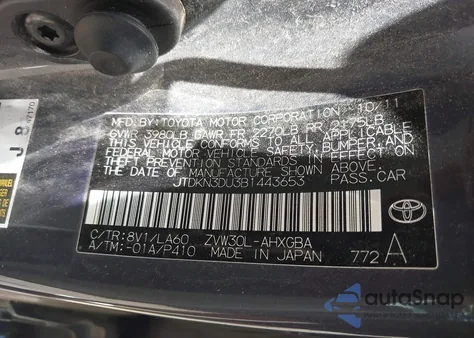 MFD.BY:TOYOTA MOTOR CORPORATION 10/11
GVWR 3980LB GAWR FR 2270LB RR 2175LB
THIS VEHICLE CONFORMS TO ALL APPLICABLE
FEDERAL MOTOR VEHICLE SAFETY, BUMPER, AND
THEFT PREVENTION STANDARDS IN EFFECT ON
THE DATE OF MANUFACTURE SHOWN ABOVE.
JTDKN3DU3B1443653 PASS.CAR
C/TR:8V1/LA60 ZVW30L-AHXGBA
A/TM:-01A/P410 MADE IN JAPAN 772A
TOYOTA
autoSnap